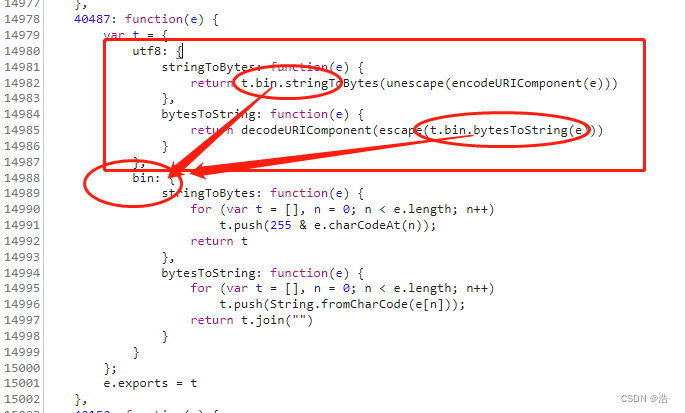 14977 },
14978 40487: function(e) {
14979 var t = {
14980 utf8: {
14981 stringToBytes: function(e) {
14982 return t.bin.stringToBytes(unescape(encodeURIComponent(e)))
14983 },
14984 bytesToString: function(e) {
14985 return decodeURIComponent(escape(t.bin.bytesToString(e)))
14986 }
14987 },
14988 bin: {
14989 stringToBytes: function(e) {
14990 for (var t = [], n = 0; n < e.length; n++)
14991 t.push(255 & e.charCodeAt(n));
14992 return t
14993 },
14994 bytesToString: function(e) {
14995 for (var t = [], n = 0; n < e.length; n++)
14996 t.push(String.fromCharCode(e[n]));
14997 return t.join("")
14998 }
14999 }
15000 };
15001 e.exports = t
15002 },
CSDN @浩·